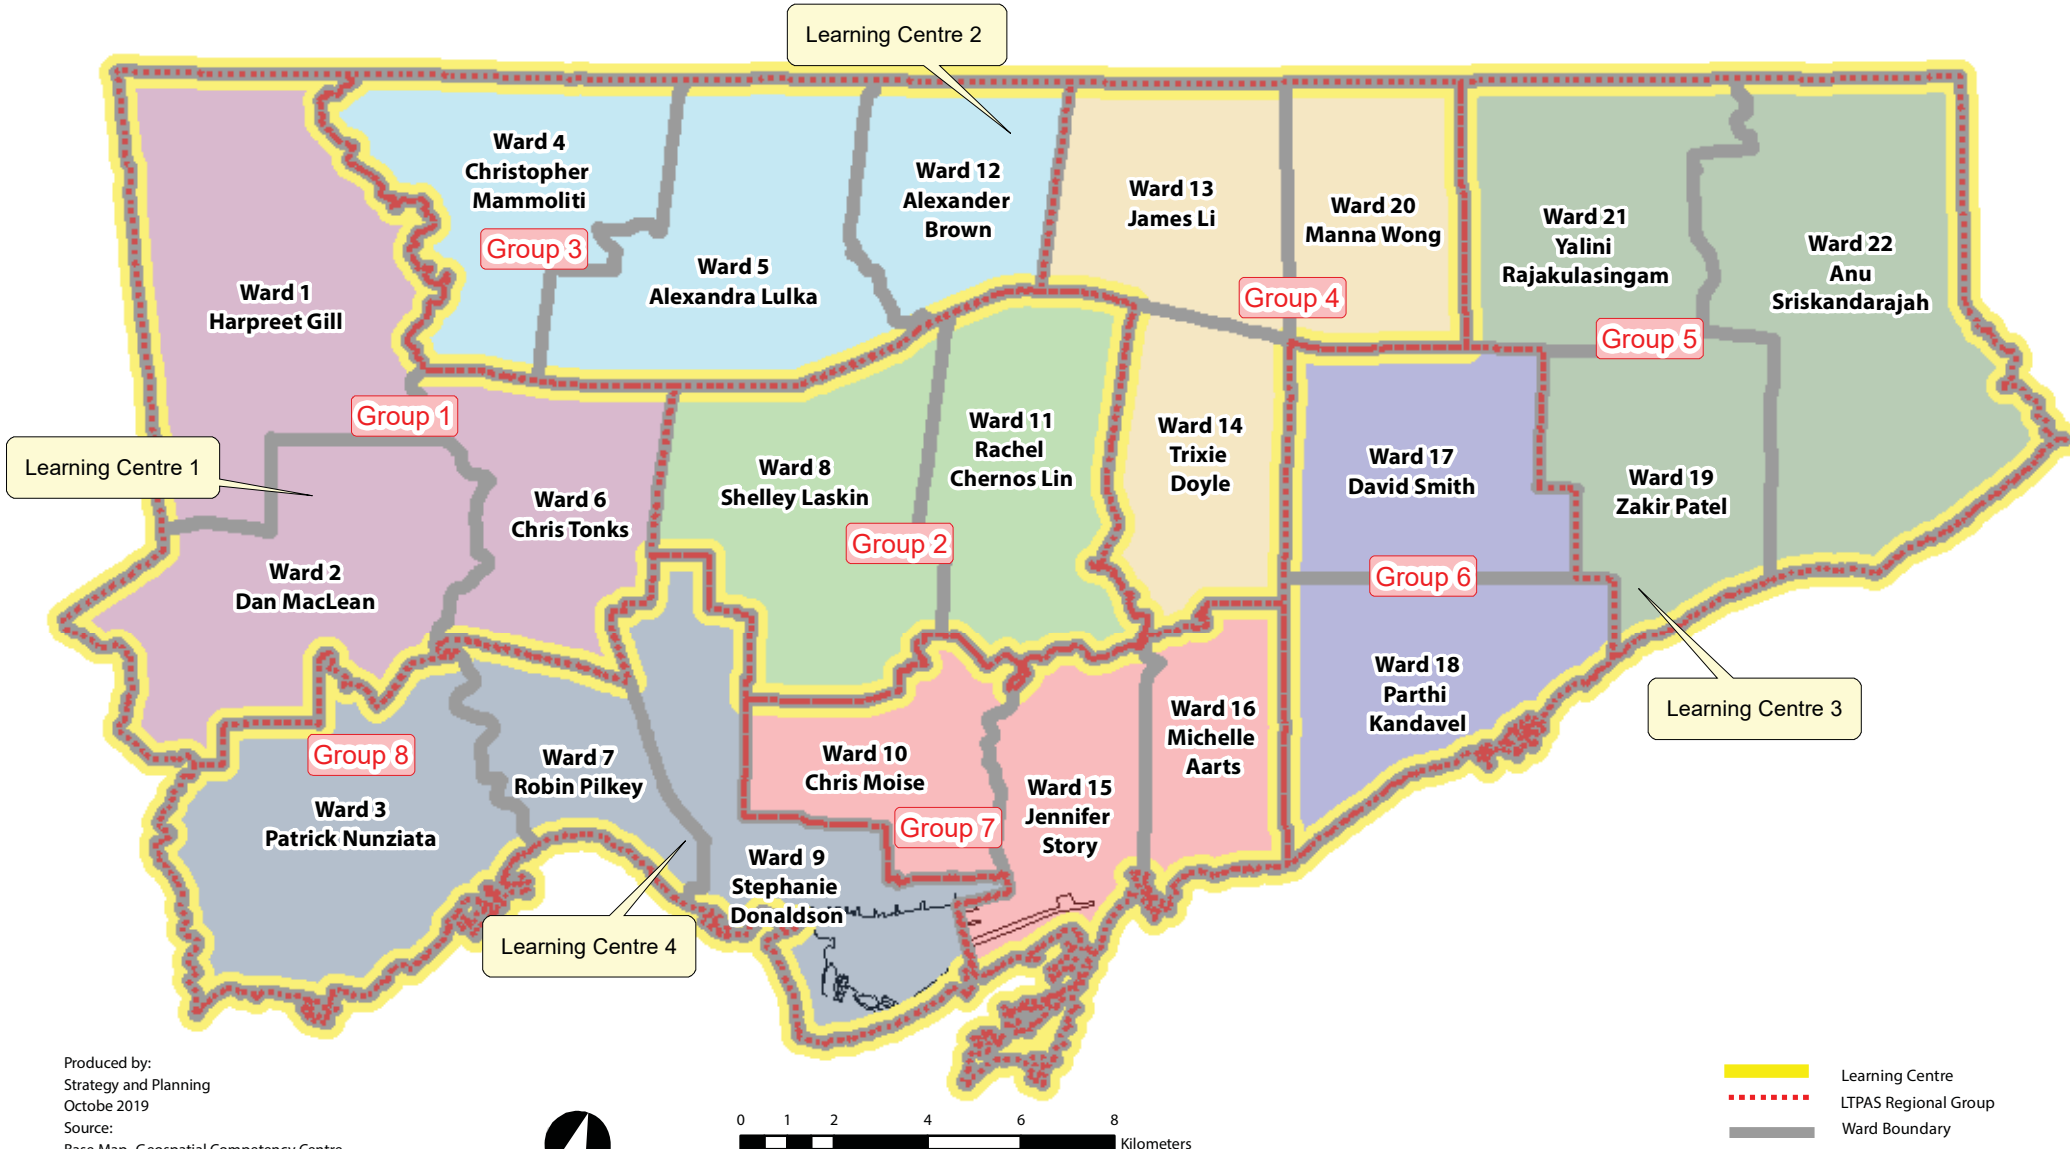 Learning Centre 2
Ward 4
Christopher
Mammoliti
Group 3
Ward 5
Alexandra Lulka
Ward 12
Alexander
Brown
Ward 13
James Li
Ward 20
Manna Wong
Group 4
Ward 21
Yalini
Rajakulasingam
Ward 22
Anu
Sriskandarajah
Group 5
Ward 1
Harpreet Gill
Group 1
Learning Centre 1
Ward 2
Dan MacLean
Ward 6
Chris Tonks
Ward 8
Shelley Laskin
Group 2
Ward 11
Rachel
Chernos Lin
Ward 14
Trixie
Doyle
Ward 17
David Smith
Group 6
Ward 19
Zakir Patel
Ward 18
Parthi
Kandavel
Learning Centre 3
Group 8
Ward 3
Patrick Nunziata
Ward 7
Robin Pilkey
Ward 10
Chris Moise
Group 7
Ward 15
Jennifer
Story
Ward 16
Michelle
Aarts
Ward 9
Stephanie
Donaldson
Learning Centre 4
Produced by:
Strategy and Planning
Octobe 2019
Source:
Base Map, Geospatial Competency Centre
0 1 2 4 6 8
Kilometers
Learning Centre
LTPAS Regional Group
Ward Boundary